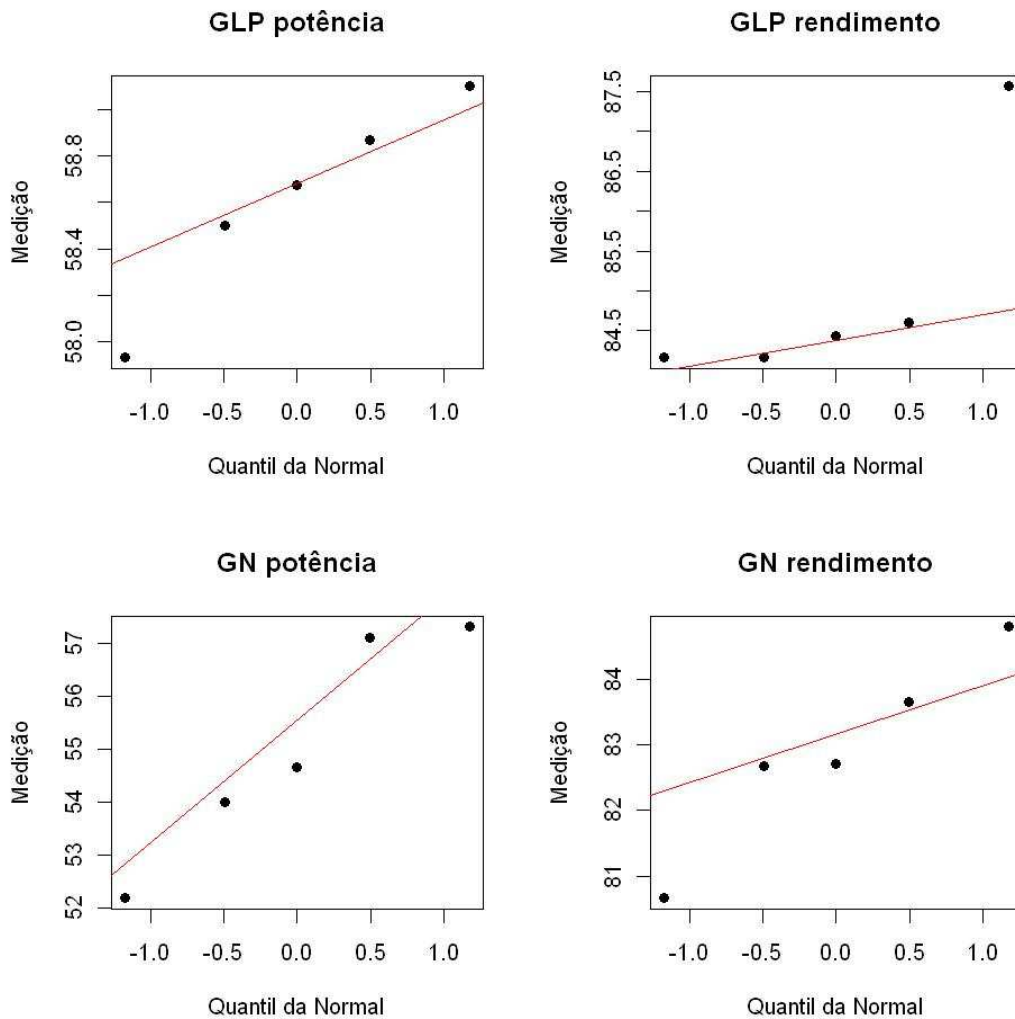 GLP potência
Medição
58.8
58.4
58.0
-1.0 -0.5 0.0 0.5 1.0
Quantil da Normal
GLP rendimento
Medição
87.5
86.5
85.5
84.5
-1.0 -0.5 0.0 0.5 1.0
Quantil da Normal
GN potência
Medição
57
56
55
54
53
52
-1.0 -0.5 0.0 0.5 1.0
Quantil da Normal
GN rendimento
Medição
84
83
82
81
-1.0 -0.5 0.0 0.5 1.0
Quantil da Normal